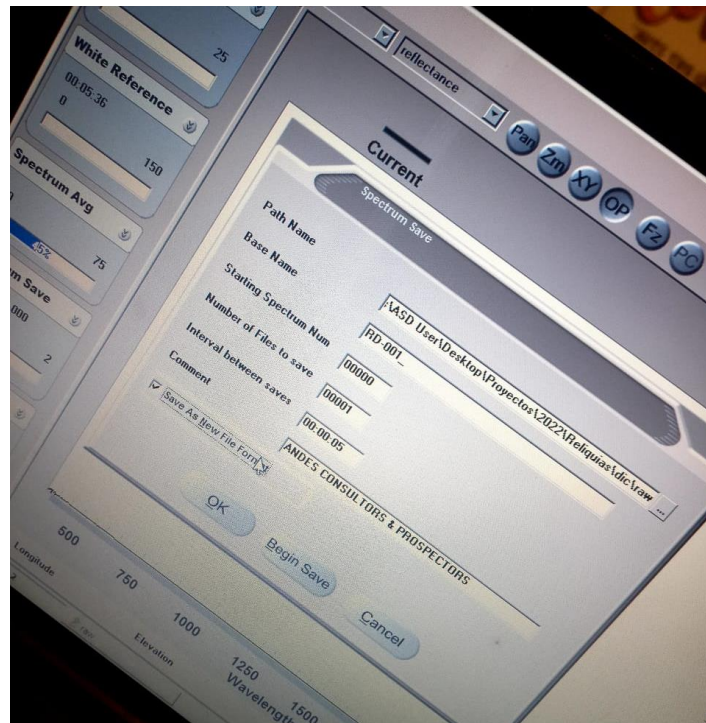 25
White Reference
00:05:36
0
150
Spectrum Avg
45%
75
Save
000
2
reflectance
Pan Zm XY OP Fz PC
Current
Spectrum Save
Path Name :\ASD User\Desktop\Proyectos\2022\Reliquias\dic\raw ...
Base Name RD-001_
Starting Spectrum Num 00000
Number of Files to save 00001
Interval between saves 00:00:05
Comment ANDES CONSULTORS & PROSPECTORS
Save As New File Format
OK
Begin Save
Cancel
500 750 1000 1250 1500
Longitude
Elevation